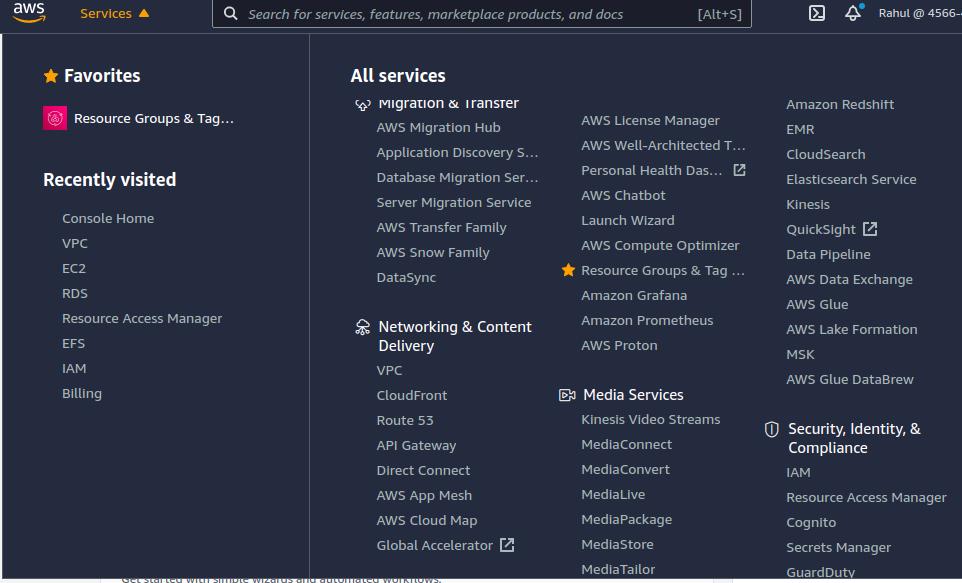 aws
Services
Search for services, features, marketplace products, and docs
[Alt+S]
Rahul @ 4566-
Favorites
Resource Groups & Tag...
Recently visited
Console Home
VPC
EC2
RDS
Resource Access Manager
EFS
IAM
Billing
All services
Migration & Transfer
AWS Migration Hub
Application Discovery S...
Database Migration Ser...
Server Migration Service
AWS Transfer Family
AWS Snow Family
DataSync
Networking & Content
Delivery
VPC
CloudFront
Route 53
API Gateway
Direct Connect
AWS App Mesh
AWS Cloud Map
Global Accelerator
AWS License Manager
AWS Well-Architected T...
Personal Health Das...
AWS Chatbot
Launch Wizard
AWS Compute Optimizer
Resource Groups & Tag ...
Amazon Grafana
Amazon Prometheus
AWS Proton
Media Services
Kinesis Video Streams
MediaConnect
MediaConvert
MediaLive
MediaPackage
MediaStore
MediaTailor
Amazon Redshift
EMR
CloudSearch
Elasticsearch Service
Kinesis
QuickSight
Data Pipeline
AWS Data Exchange
AWS Glue
AWS Lake Formation
MSK
AWS Glue DataBrew
Security, Identity, &
Compliance
IAM
Resource Access Manager
Cognito
Secrets Manager
GuardDuty
Get started with simple wizards and automated workflows.